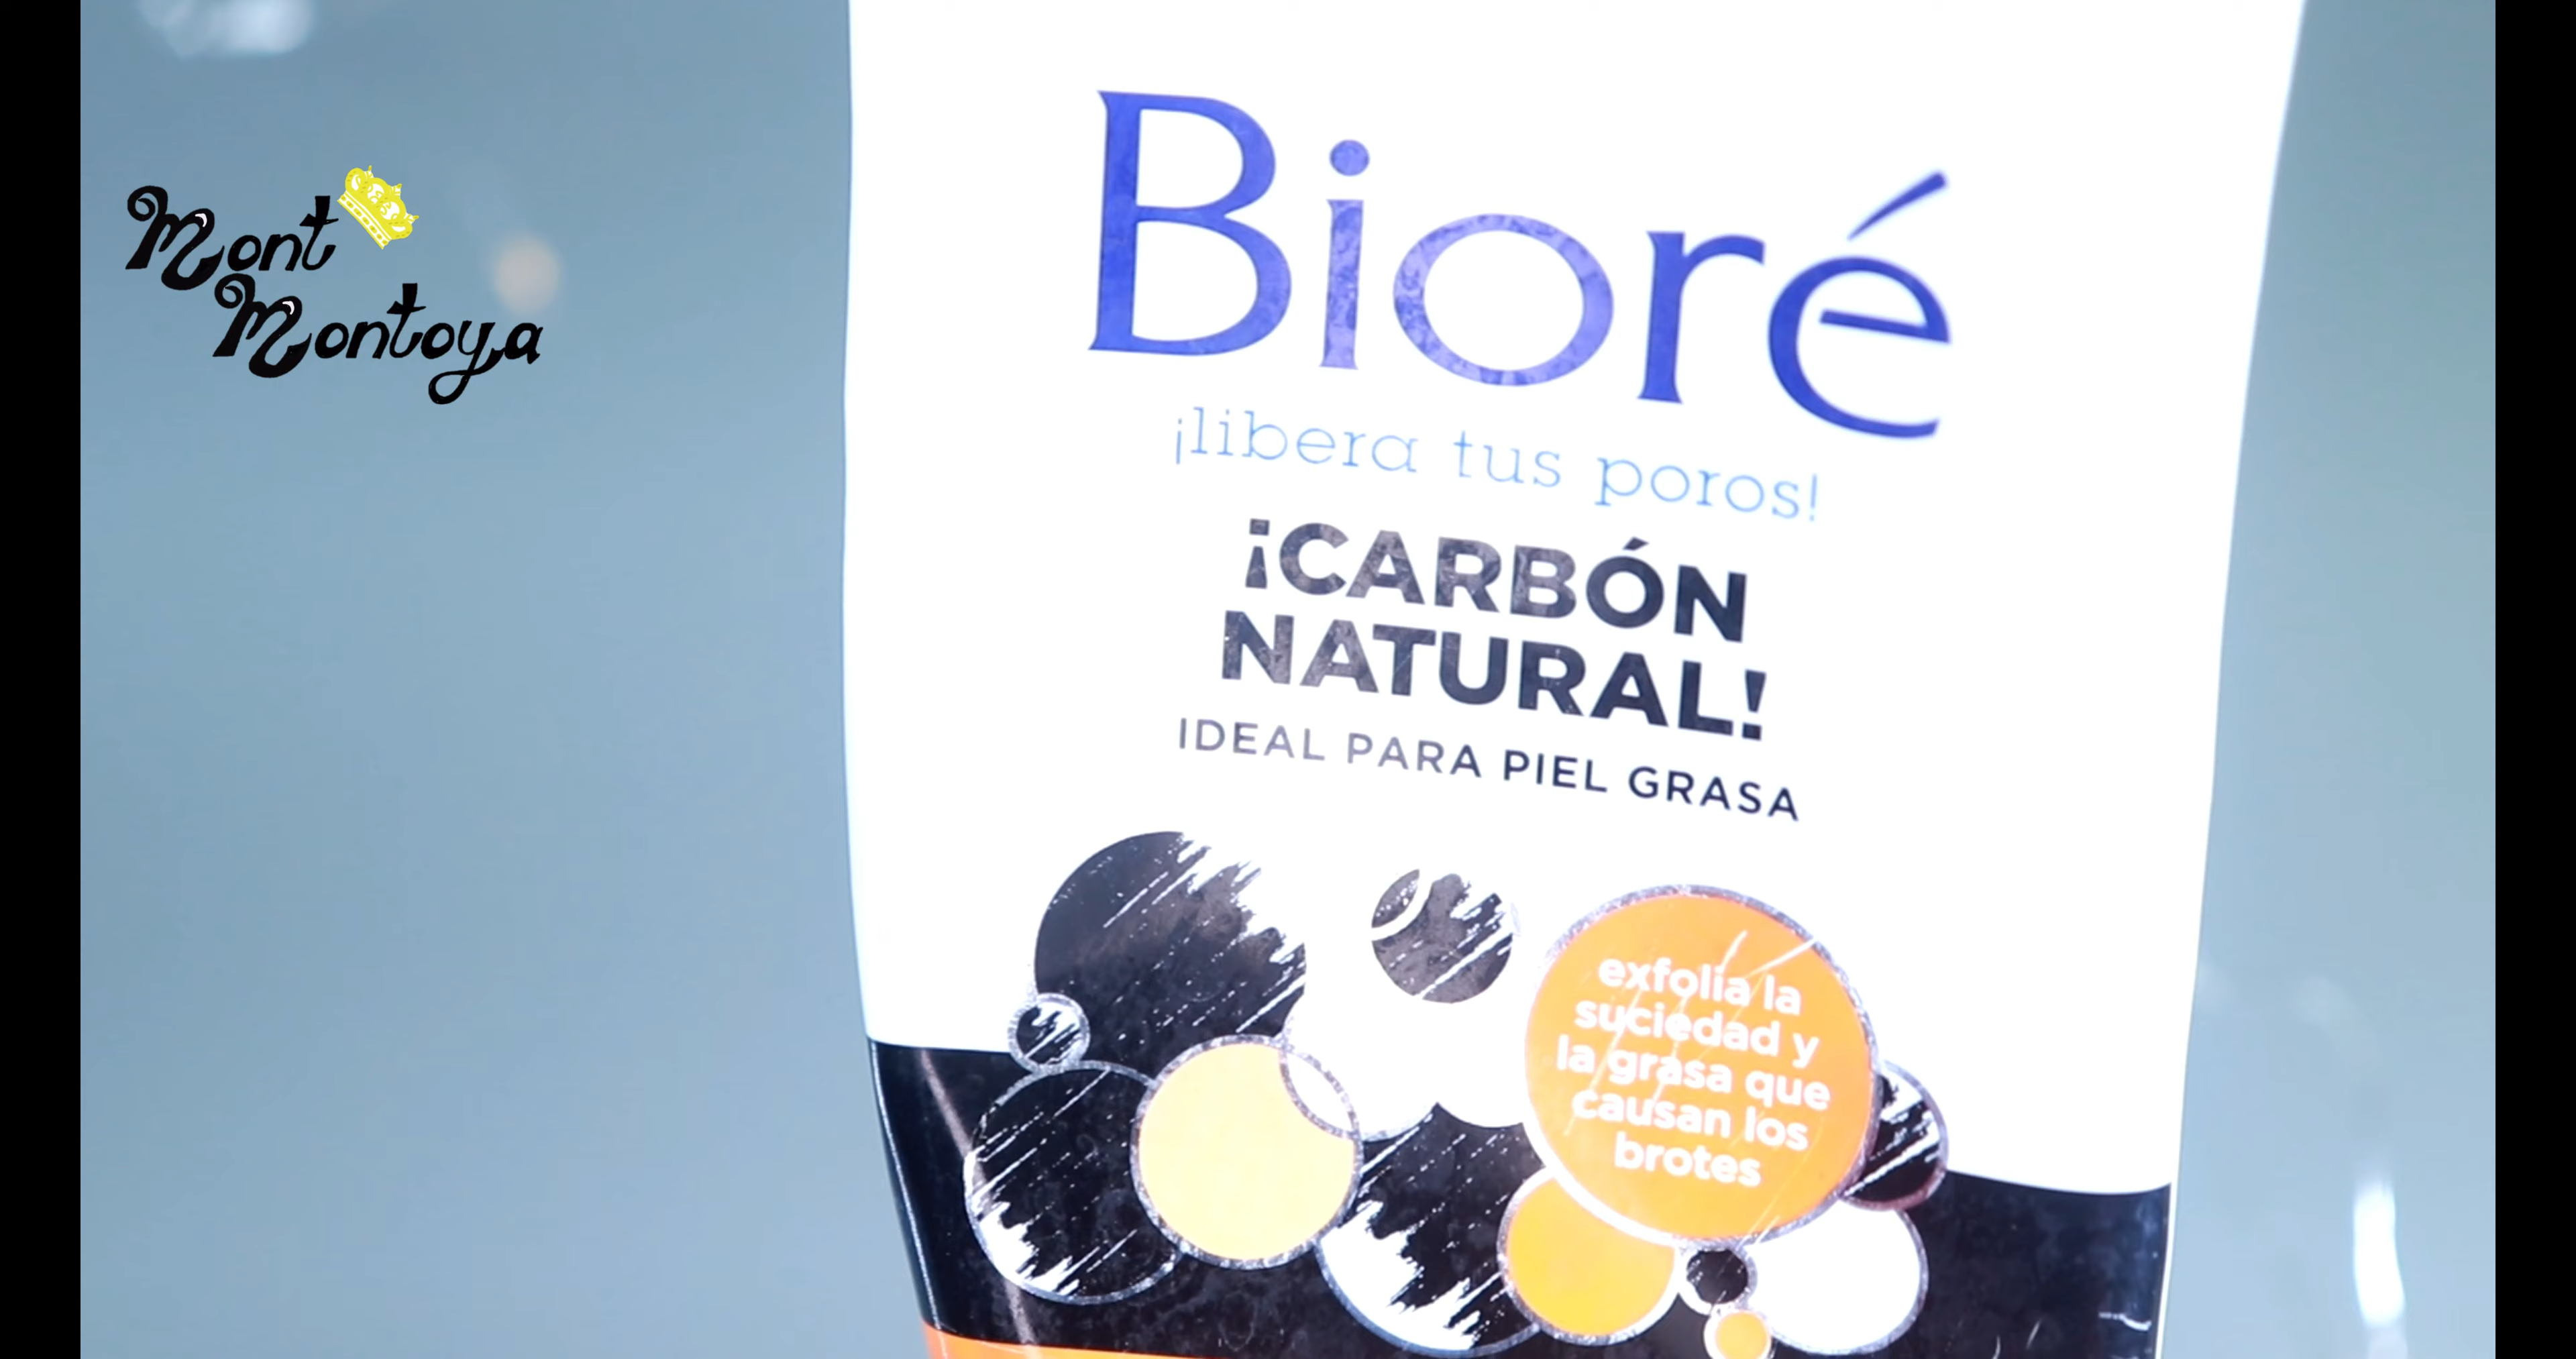 Mont
Montoya
Bioré
¡libera tus poros!
¡CARBÓN
NATURAL!
IDEAL PARA PIEL GRASA
exfolia la
suciedad y
la grasa que
causan los
brotes